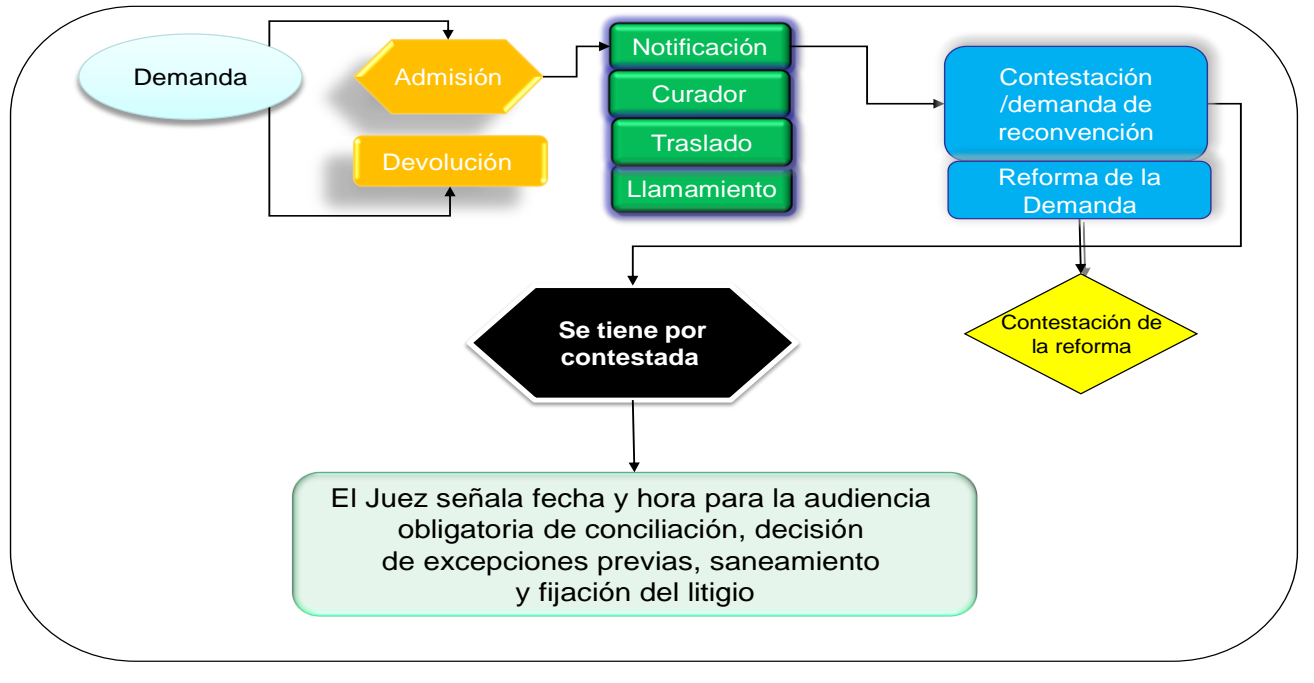 Demanda
Admisión
Devolución
Notificación
Curador
Traslado
Llamamiento
Contestación
/demanda de
reconvención
Reforma de la
Demanda
Contestación de
la reforma
Se tiene por
contestada
El Juez señala fecha y hora para la audiencia
obligatoria de conciliación, decisión
de excepciones previas, saneamiento
y fijación del litigio